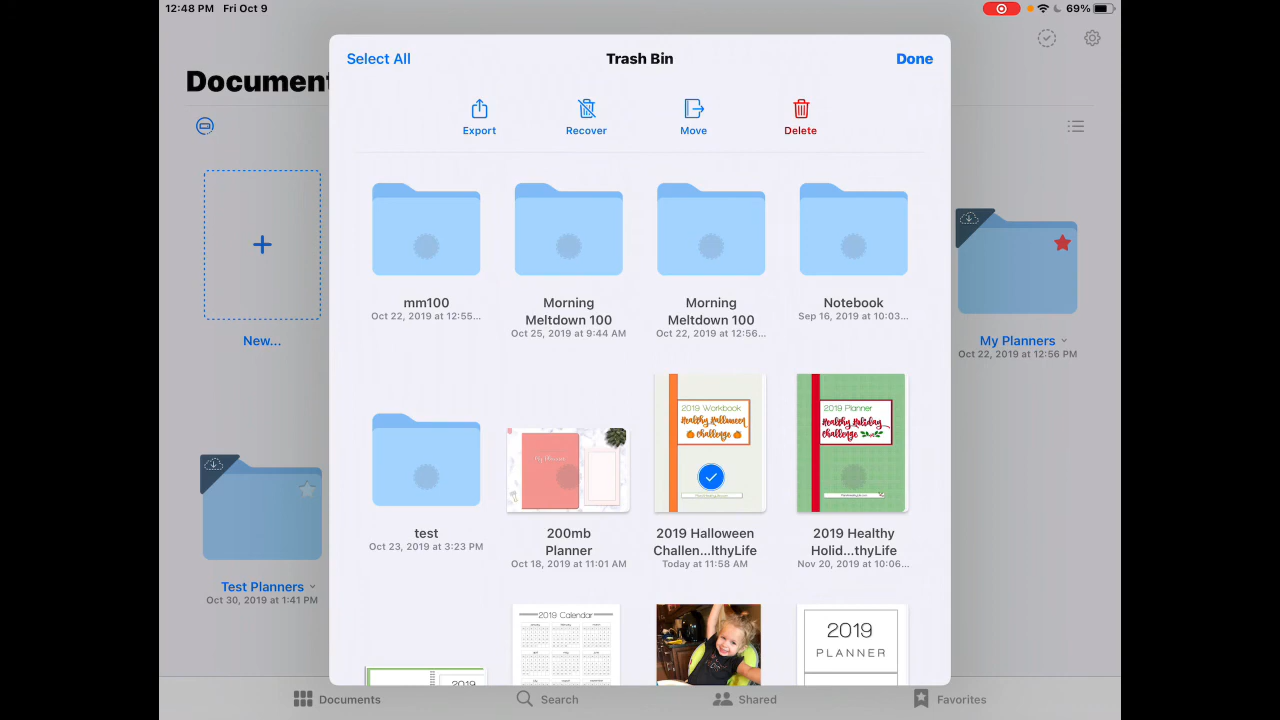 12:48 PM Fri Oct 9
69%
Document
Select All
Trash Bin
Done
Export
Recover
Move
Delete
New...
My Planners
Oct 22, 2019 at 12:56 PM
Test Planners
Oct 30, 2019 at 1:41 PM
mm100
Oct 22, 2019 at 12:55...
Morning
Meltdown 100
Oct 25, 2019 at 9:44 AM
Morning
Meltdown 100
Oct 22, 2019 at 12:56...
Notebook
Sep 16, 2019 at 10:03...
test
Oct 23, 2019 at 3:23 PM
My Planner
200mb
Planner
Oct 18, 2019 at 11:01 AM
2019 Workbook
Healthy Halloween
Challenge
2019 Halloween
Challen...lthyLife
Today at 11:58 AM
2019 Planner
Healthy Holiday
Challenge
2019 Healthy
Holid...thyLife
Nov 20, 2019 at 10:06...
2019
2019 Calendar
2019
PLANNER
Documents
Search
Shared
Favorites